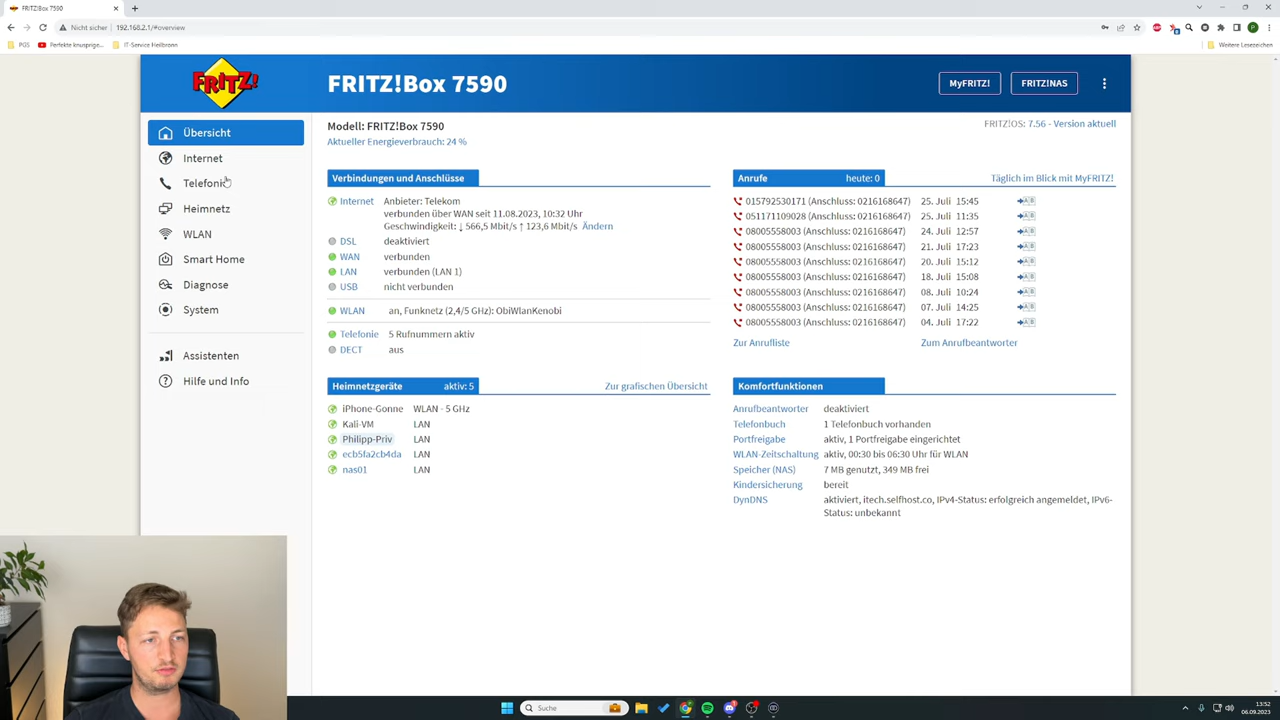 FRITZ!Box 7590
Nicht sicher
192.168.2.1/#overview
PGS
Perfekte knusprige...
IT-Service Heilbronn
Weitere Lesezeichen
FRITZ!
FRITZ!Box 7590
MyFRITZ!
FRITZ!NAS
Übersicht
Internet
Telefonie
Heimnetz
WLAN
Smart Home
Diagnose
System
Assistenten
Hilfe und Info
Modell: FRITZ!Box 7590
Aktueller Energieverbrauch: 24 %
FRITZ!OS: 7.56 - Version aktuell
Verbindungen und Anschlüsse
Internet Anbieter: Telekom
verbunden über WAN seit 11.08.2023, 10:32 Uhr
Geschwindigkeit: ↓ 566,5 Mbit/s ↑ 123,6 Mbit/s Ändern
DSL deaktiviert
WAN verbunden
LAN verbunden (LAN 1)
USB nicht verbunden
WLAN an, Funknetz (2,4/5 GHz): ObiWlanKenobi
Telefonie 5 Rufnummern aktiv
DECT aus
Anrufe heute: 0 Täglich im Blick mit MyFRITZ!
015792530171 (Anschluss: 0216168647) 25. Juli 15:45
051171109028 (Anschluss: 0216168647) 25. Juli 11:35
08005558003 (Anschluss: 0216168647) 24. Juli 12:57
08005558003 (Anschluss: 0216168647) 21. Juli 17:23
08005558003 (Anschluss: 0216168647) 20. Juli 15:12
08005558003 (Anschluss: 0216168647) 18. Juli 15:08
08005558003 (Anschluss: 0216168647) 08. Juli 10:24
08005558003 (Anschluss: 0216168647) 07. Juli 14:25
08005558003 (Anschluss: 0216168647) 04. Juli 17:22
Zur Anrufliste Zum Anrufbeantworter
Heimnetzgeräte aktiv: 5 Zur grafischen Übersicht
iPhone-Gonne WLAN - 5 GHz
Kali-VM LAN
Philipp-Priv LAN
ecb5fa2cb4da LAN
nas01 LAN
Komfortfunktionen
Anrufbeantworter deaktiviert
Telefonbuch 1 Telefonbuch vorhanden
Portfreigabe aktiv, 1 Portfreigabe eingerichtet
WLAN-Zeitschaltung aktiv, 00:30 bis 06:30 Uhr für WLAN
Speicher (NAS) 7 MB genutzt, 349 MB frei
Kindersicherung bereit
DynDNS aktiviert, itech.selfhost.co, IPv4-Status: erfolgreich angemeldet, IPv6-
Status: unbekannt
Suche
13:52
06.09.2023